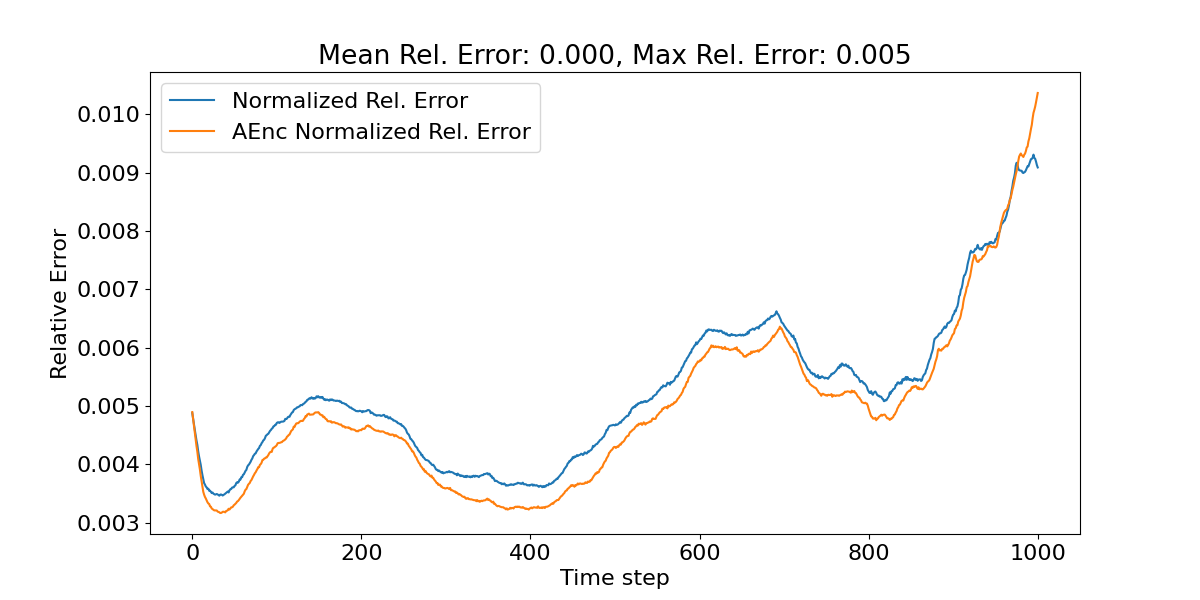 Mean Rel. Error: 0.000, Max Rel. Error: 0.005
Normalized Rel. Error
AEnc Normalized Rel. Error
Relative Error
0.010
0.009
0.008
0.007
0.006
0.005
0.004
0.003
0 200 400 600 800 1000
Time step